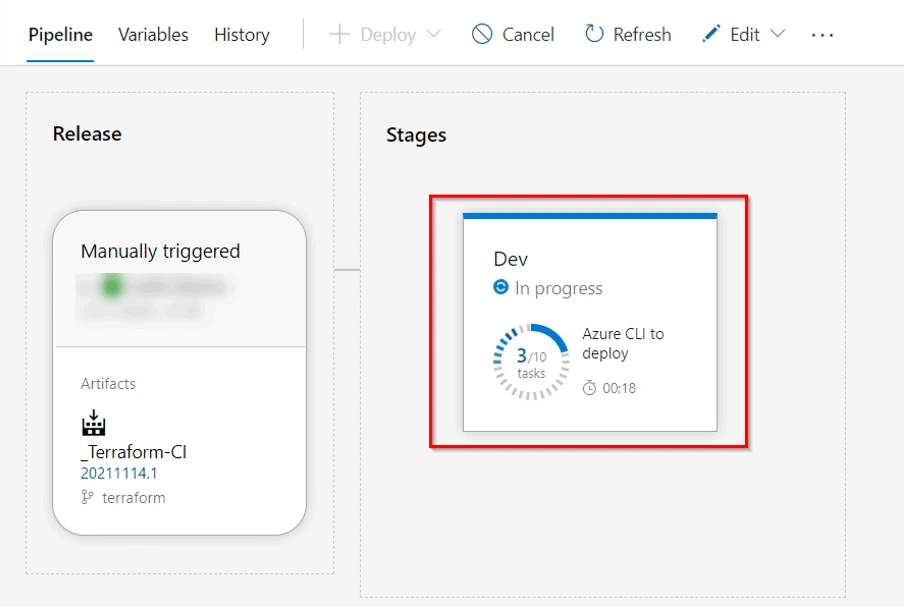 Pipeline Variables History Deploy Cancel Refresh Edit ...
Release
Manually triggered
Artifacts
_Terraform-CI
20211114.1
terraform
Stages
Dev
In progress
3/10
tasks
Azure CLI to
deploy
00:18